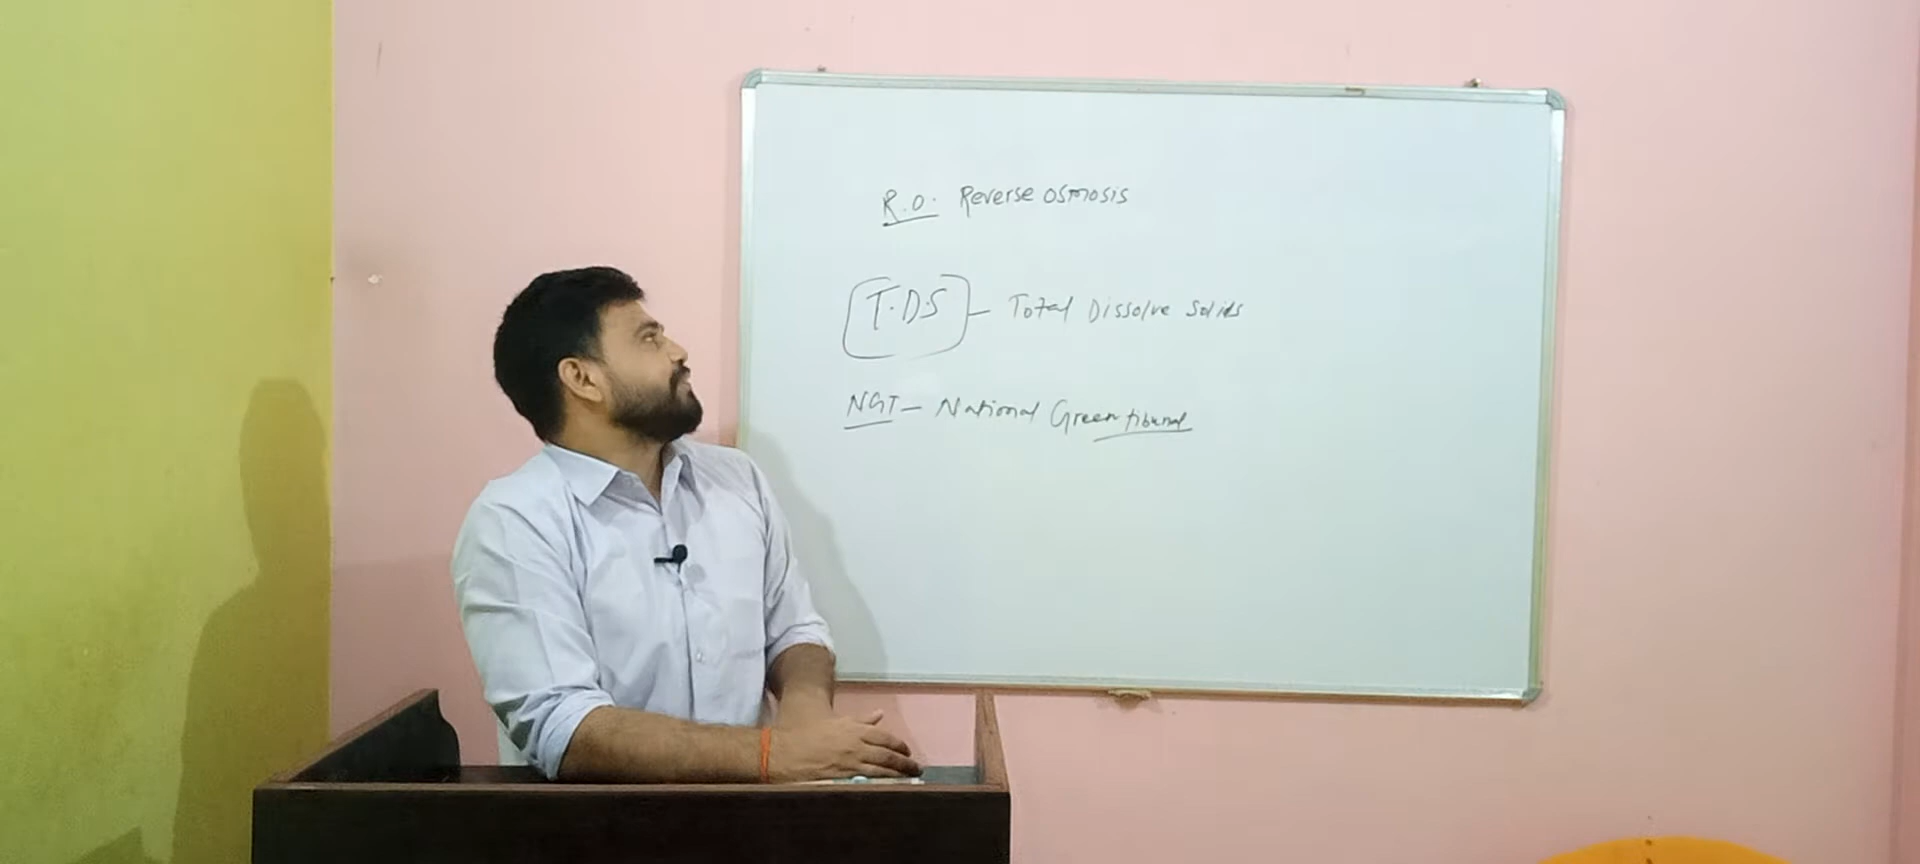 R.O. Reverse osmosis
T.D.S - Total Dissolve Solids
NGT - National Green tibunal